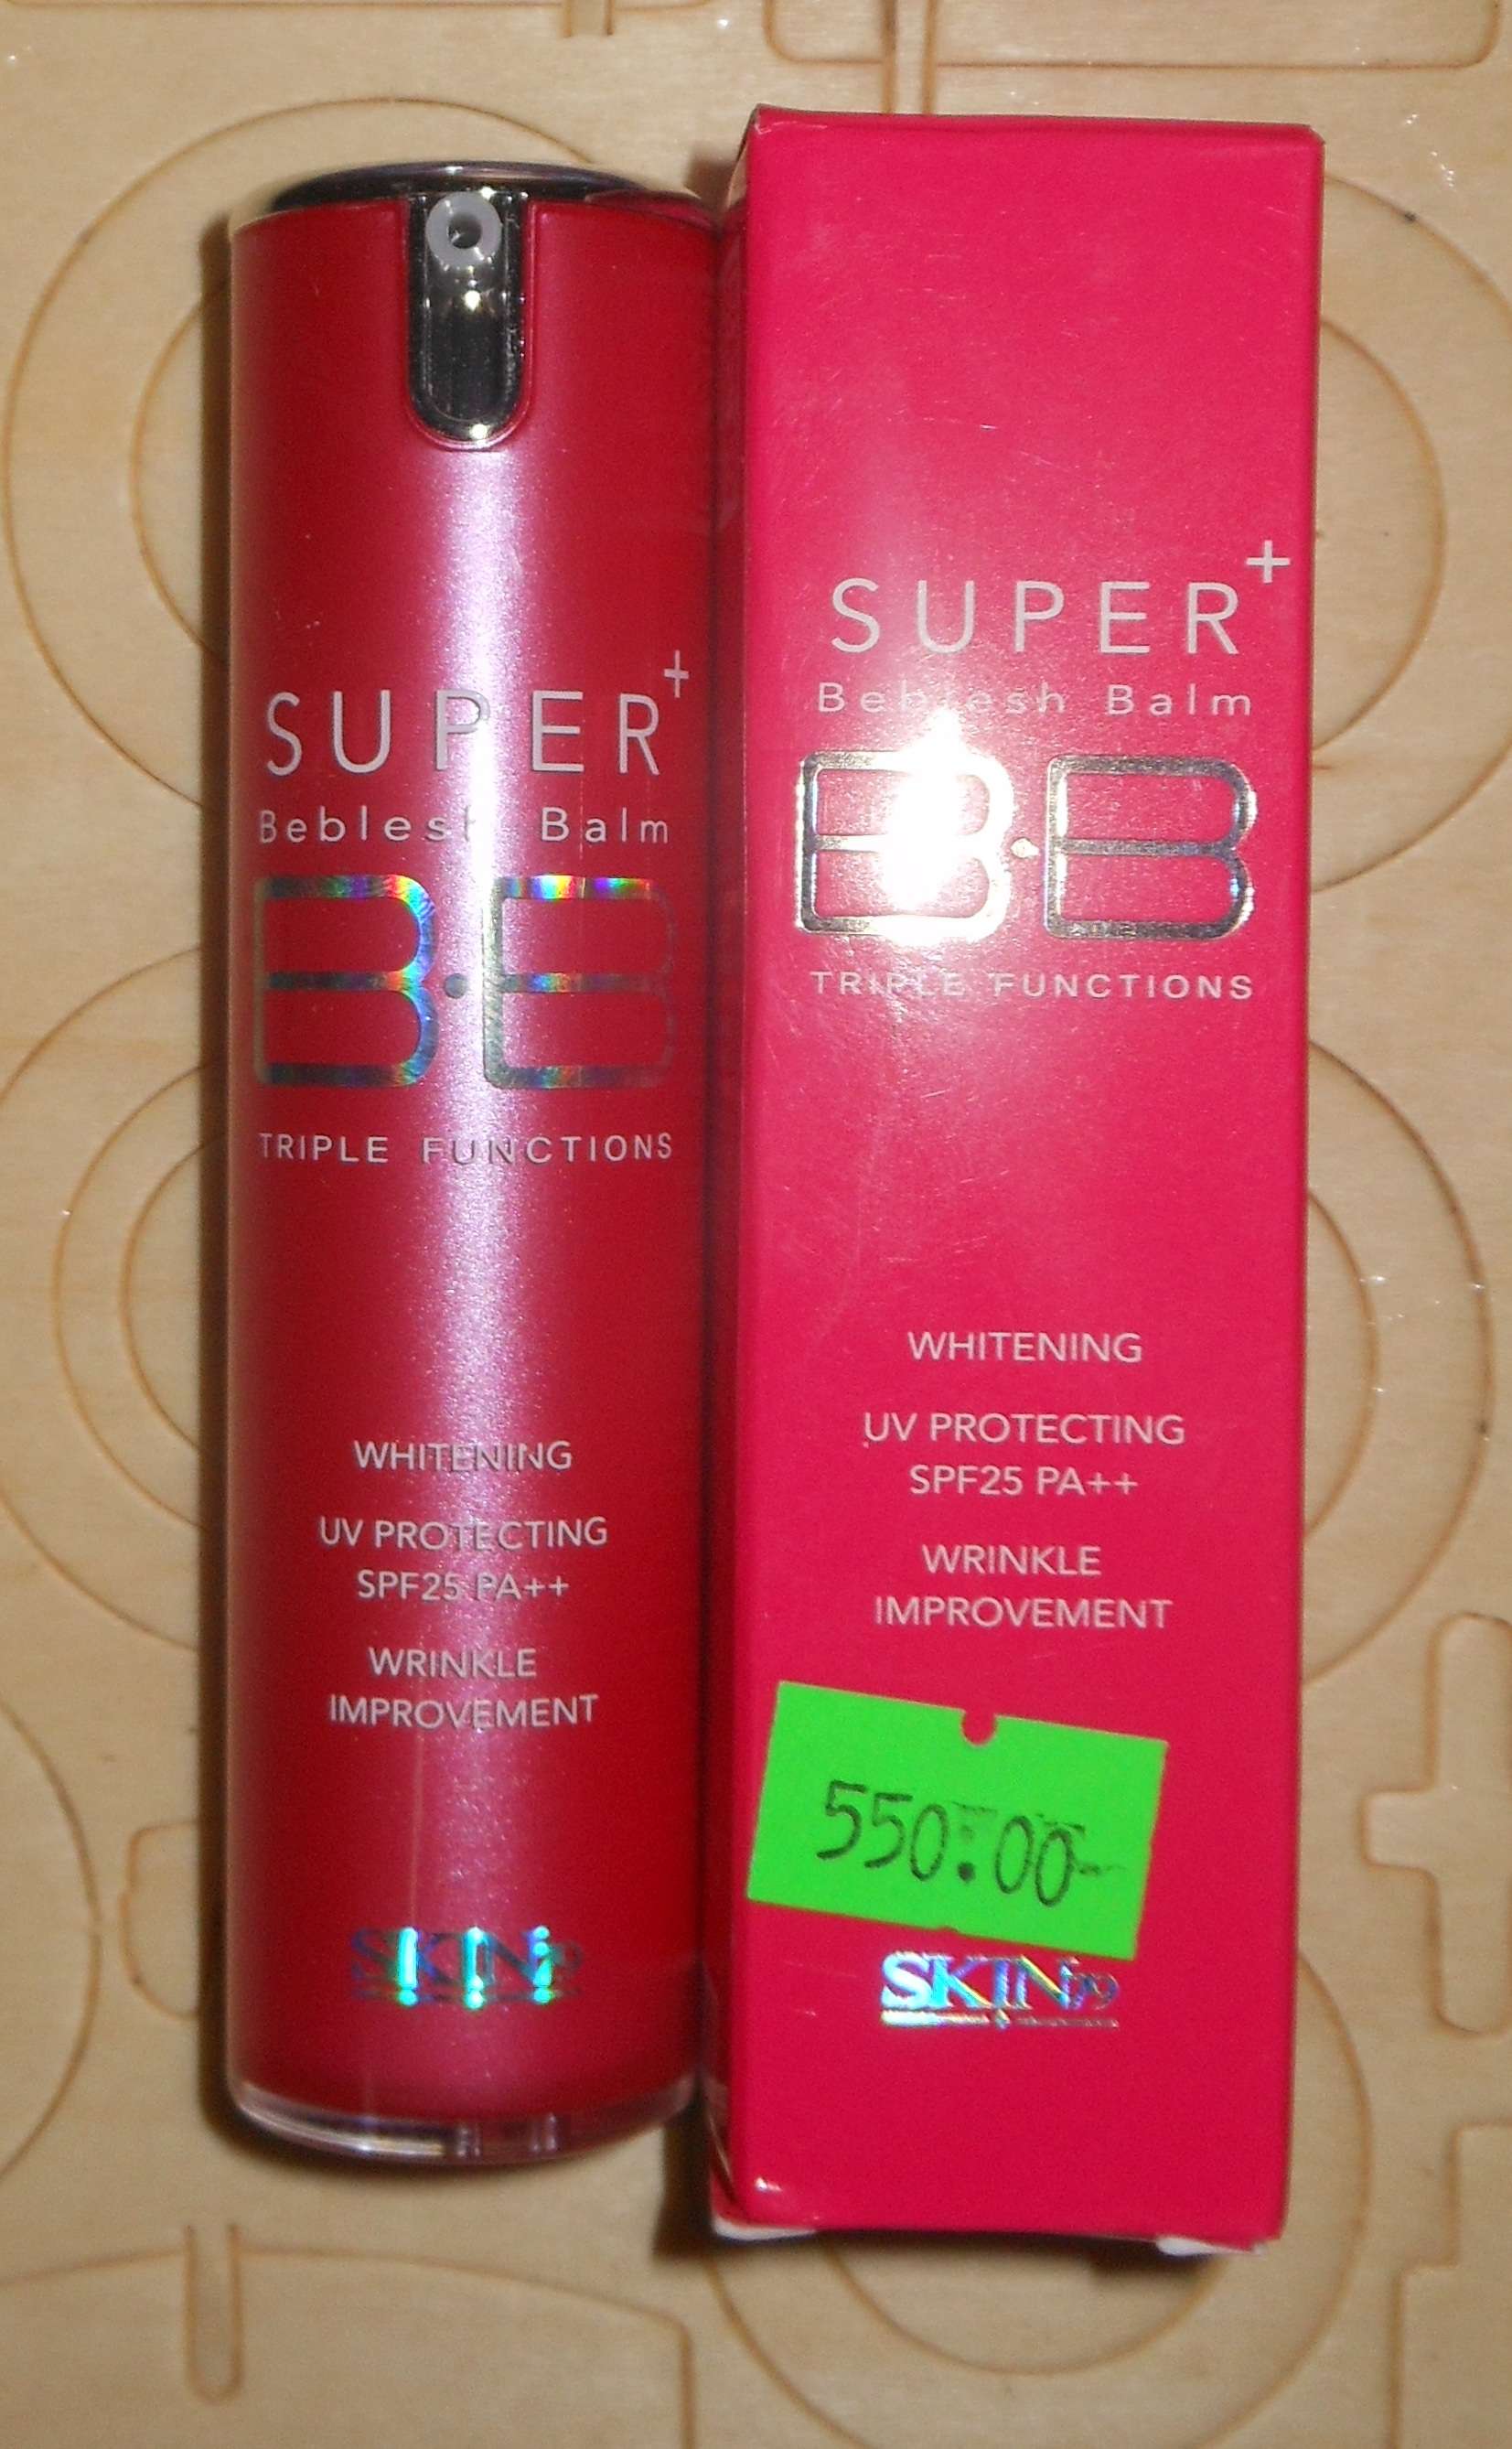 SUPER+
Beblesh Balm
B·B
TRIPLE FUNCTIONS
WHITENING
UV PROTECTING
SPF25 PA++
WRINKLE
IMPROVEMENT
SKIN79
SUPER+
Beblesh Balm
B·B
TRIPLE FUNCTIONS
WHITENING
UV PROTECTING
SPF25 PA++
WRINKLE
IMPROVEMENT
550.00-
SKIN79